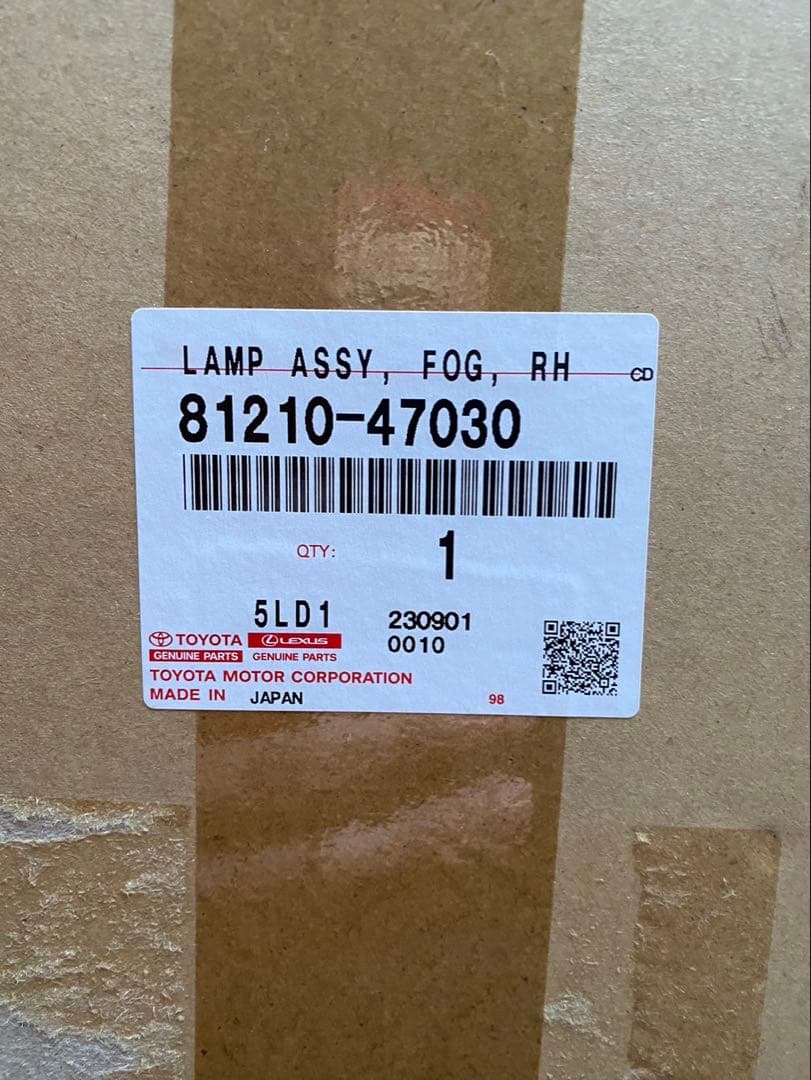 LAMP ASSY, FOG, RH CD
81210-47030
QTY: 1
5LD1 230901
TOYOTA LEXUS 0010
GENUINE PARTS GENUINE PARTS
TOYOTA MOTOR CORPORATION
MADE IN JAPAN 98